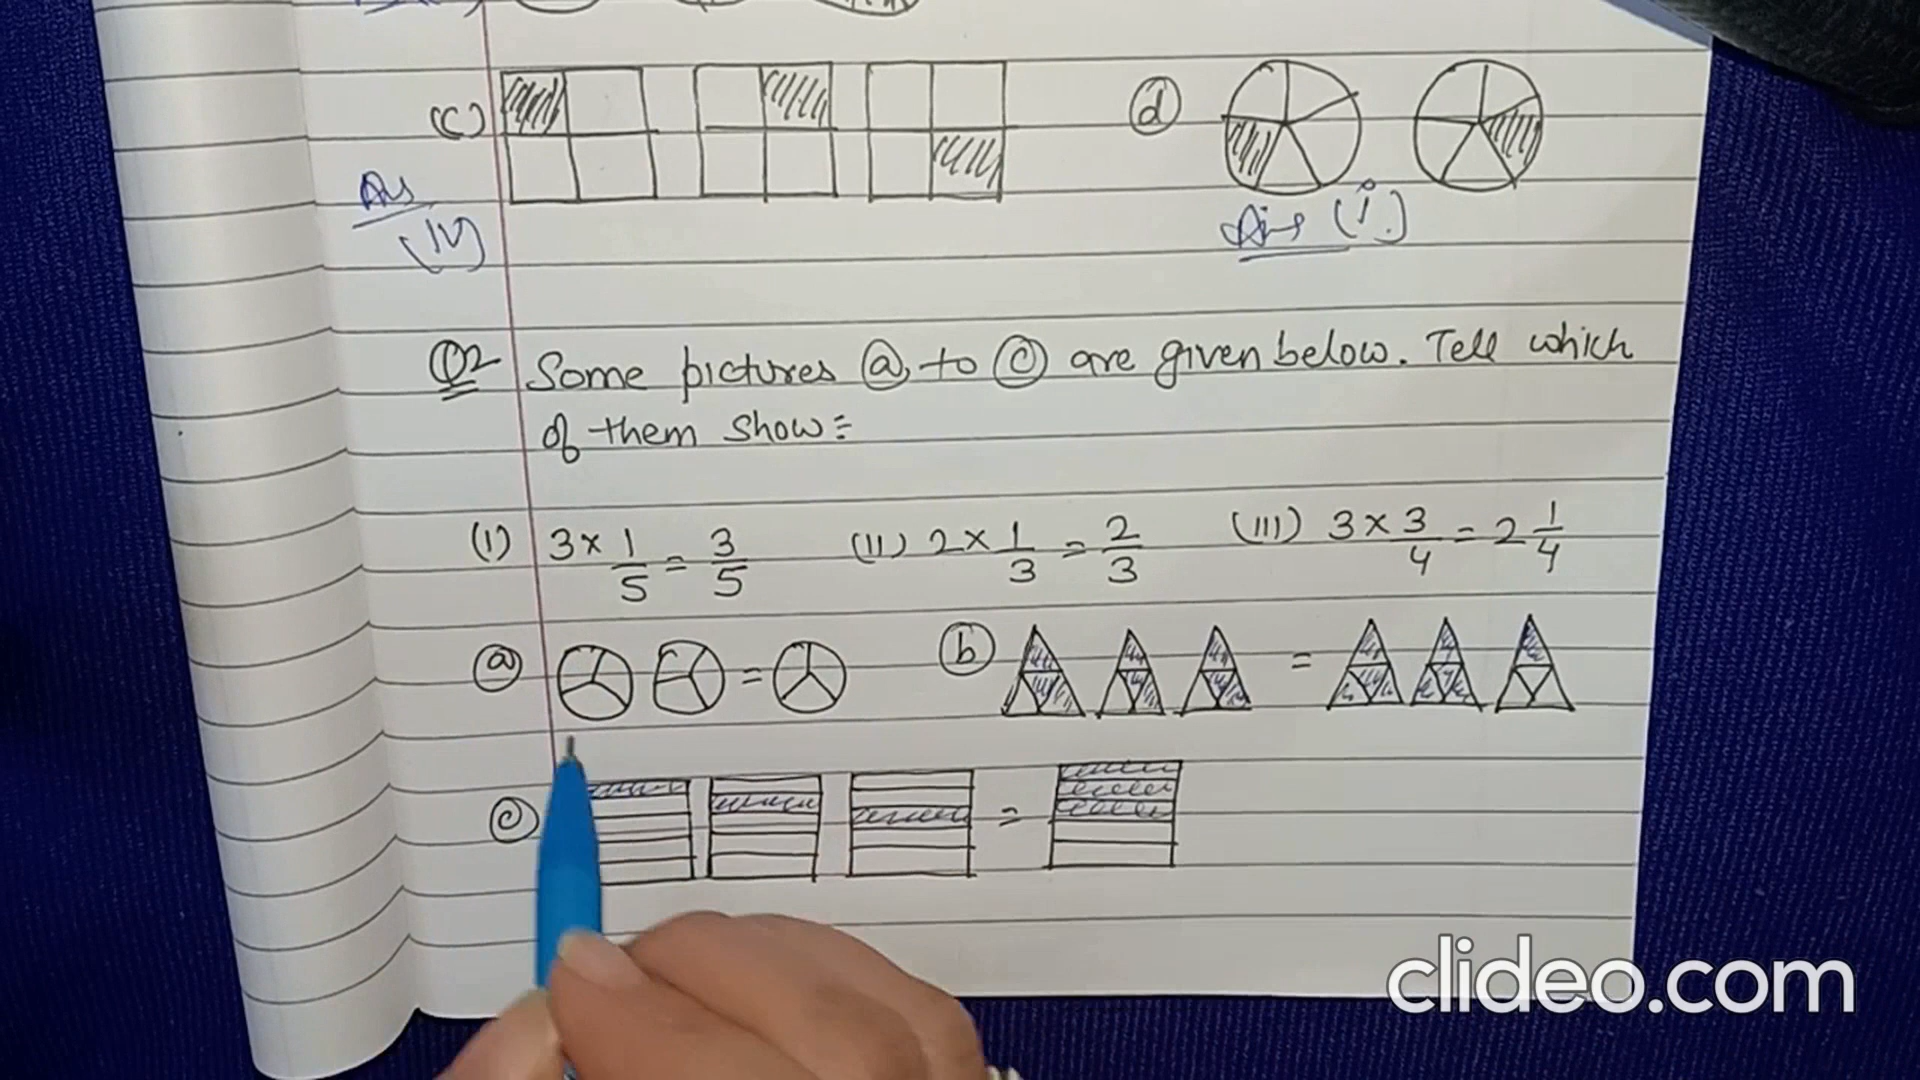 (c) (d)
Ans
(IV)
Ans (i.)
Q2 Some pictures (a) to (c) are given below. Tell which
of them show:
(I) 3 × 1/5 = 3/5 (II) 2 × 1/3 = 2/3 (III) 3 × 3/4 = 2 1/4
(a) = (b) =
(c) =
clideo.com